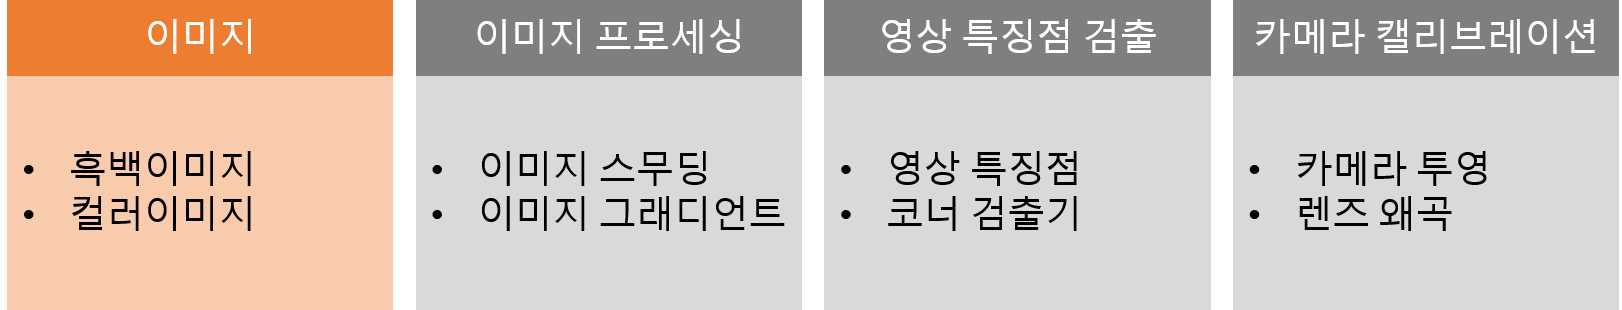 이미지
• 흑백이미지
• 컬러이미지
이미지 프로세싱
• 이미지 스무딩
• 이미지 그래디언트
영상 특징점 검출
• 영상 특징점
• 코너 검출기
카메라 캘리브레이션
• 카메라 투영
• 렌즈 왜곡